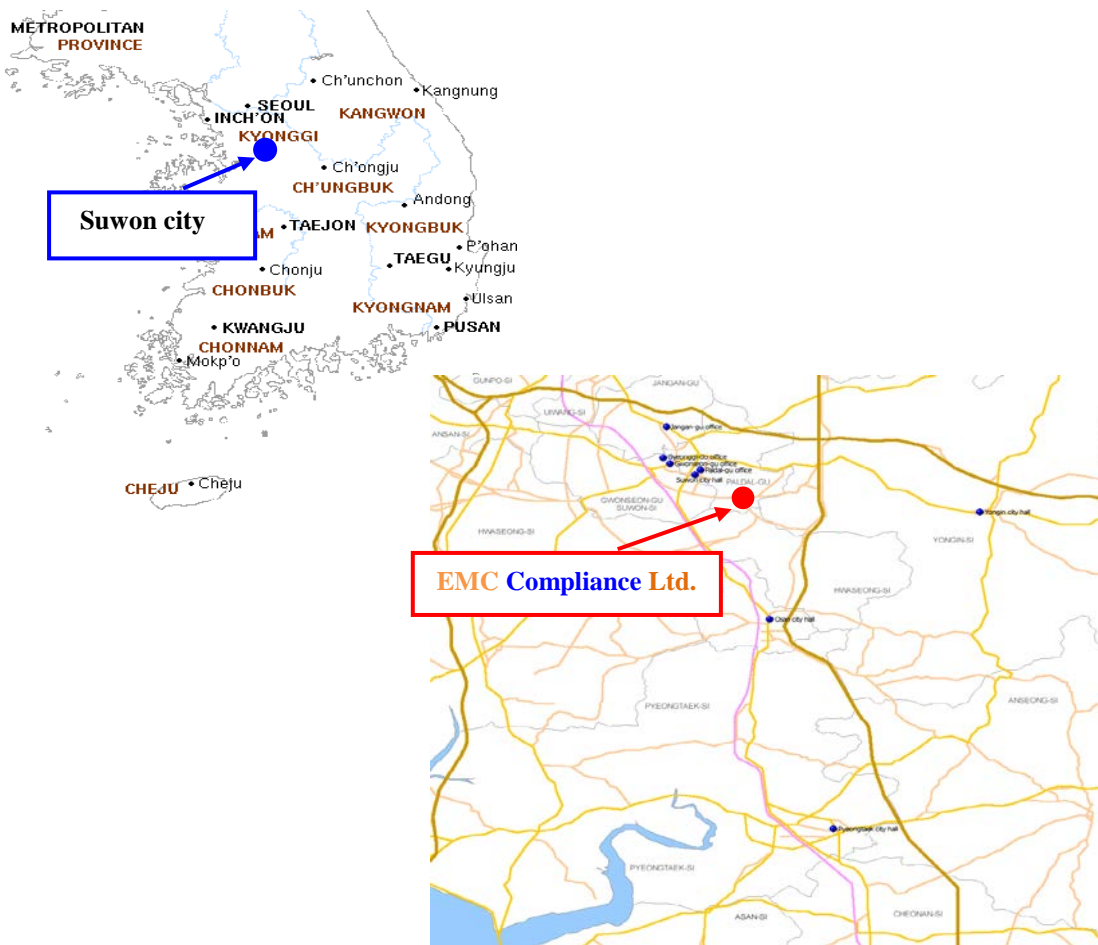 METROPOLITAN
PROVINCE
Ch'unchon
Kangnung
SEOUL
KANGWON
INCH'ON
KYONGGI
Ch'ongju
CH'UNGBUK
Suwon city
Andong
TAEJON
KYONGBUK
AM
P'ohan
TAEGU
Chonju
Kyungju
CHONBUK
Ulsan
KYONGNAM
KWANGJU
PUSAN
CHONNAM
Mokp'o
CHEJU
Cheju
GUNPO-SI
JANGAN-GU
UIWANG-SI
Jangan-gu office
ANSAN-SI
Gyeonggi-do office
Gwonseon-gu office
Paldal-gu office
Suwon city hall
PALDAL-GU
GWONSEON-GU
SUWON-SI
Yongin city hall
HWASEONG-SI
YONGIN-SI
EMC Compliance Ltd.
HWASEONG-SI
Osan city hall
PYEONGTAEK-SI
ANSEONG-SI
Pyeongtaek city hall
PYEONGTAEK-SI
ASAN-SI
CHEONAN-SI